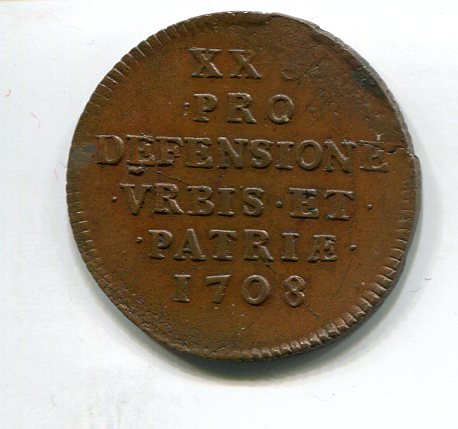 XX
·PRO
DEFENSIONE
·VRBIS·ET·
·PATRIÆ·
1708